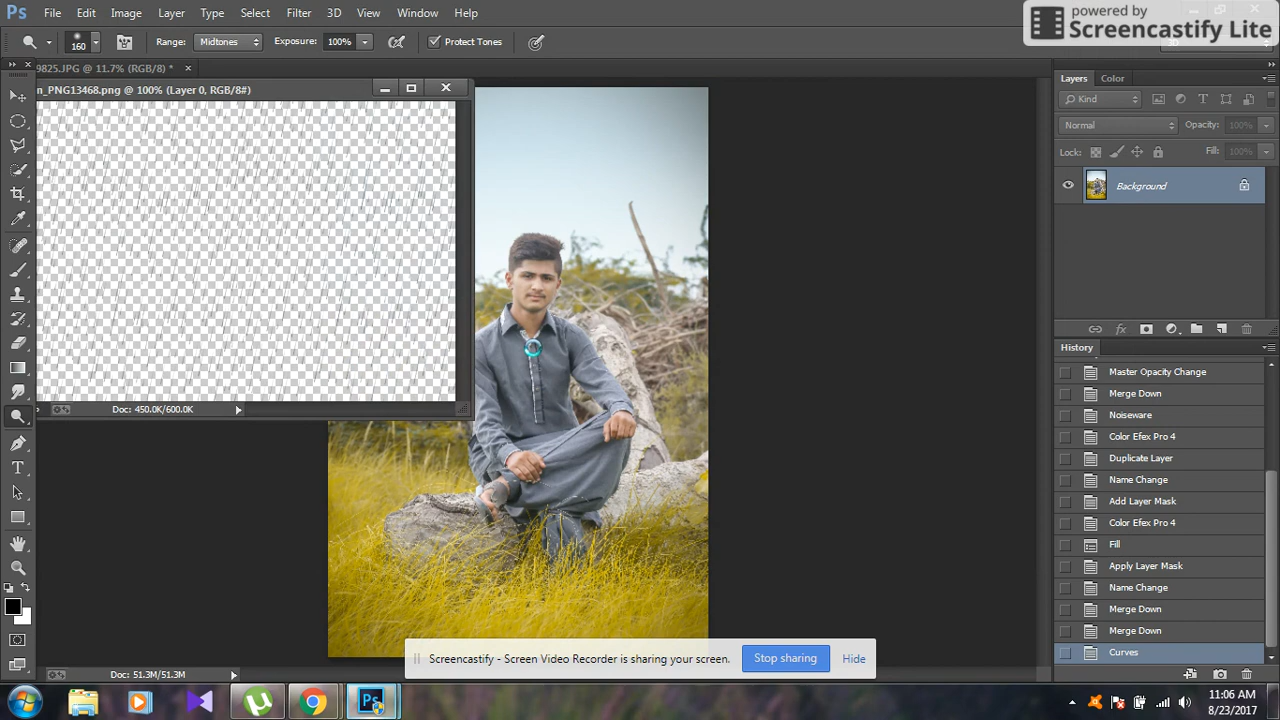 Ps File Edit Image Layer Type Select Filter 3D View Window Help
powered by
Screencastify Lite
160 Range: Midtones Exposure: 100% Protect Tones
9825.JPG @ 11.7% (RGB/8) * ×
n_PNG13468.png @ 100% (Layer 0, RGB/8#)
Doc: 450.0K/600.0K
Layers Color
Kind
Normal Opacity: 100%
Lock: Fill: 100%
Background
History
Master Opacity Change
Merge Down
Noiseware
Color Efex Pro 4
Duplicate Layer
Name Change
Add Layer Mask
Color Efex Pro 4
Fill
Apply Layer Mask
Name Change
Merge Down
Merge Down
Curves
Screencastify - Screen Video Recorder is sharing your screen. Stop sharing Hide
Doc: 51.3M/51.3M
Ps
11:06 AM
8/23/2017